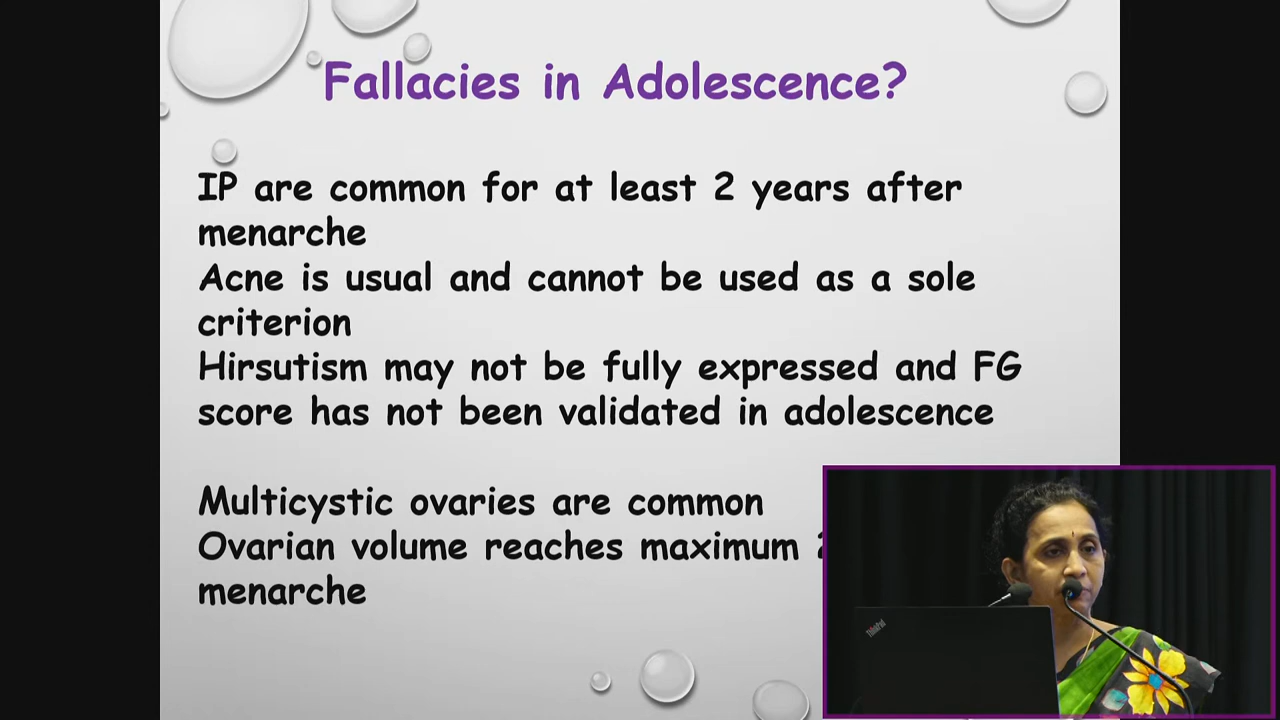 Fallacies in Adolescence?
IP are common for at least 2 years after
menarche
Acne is usual and cannot be used as a sole
criterion
Hirsutism may not be fully expressed and FG
score has not been validated in adolescence
Multicystic ovaries are common
Ovarian volume reaches maximum
menarche
ThinkPad